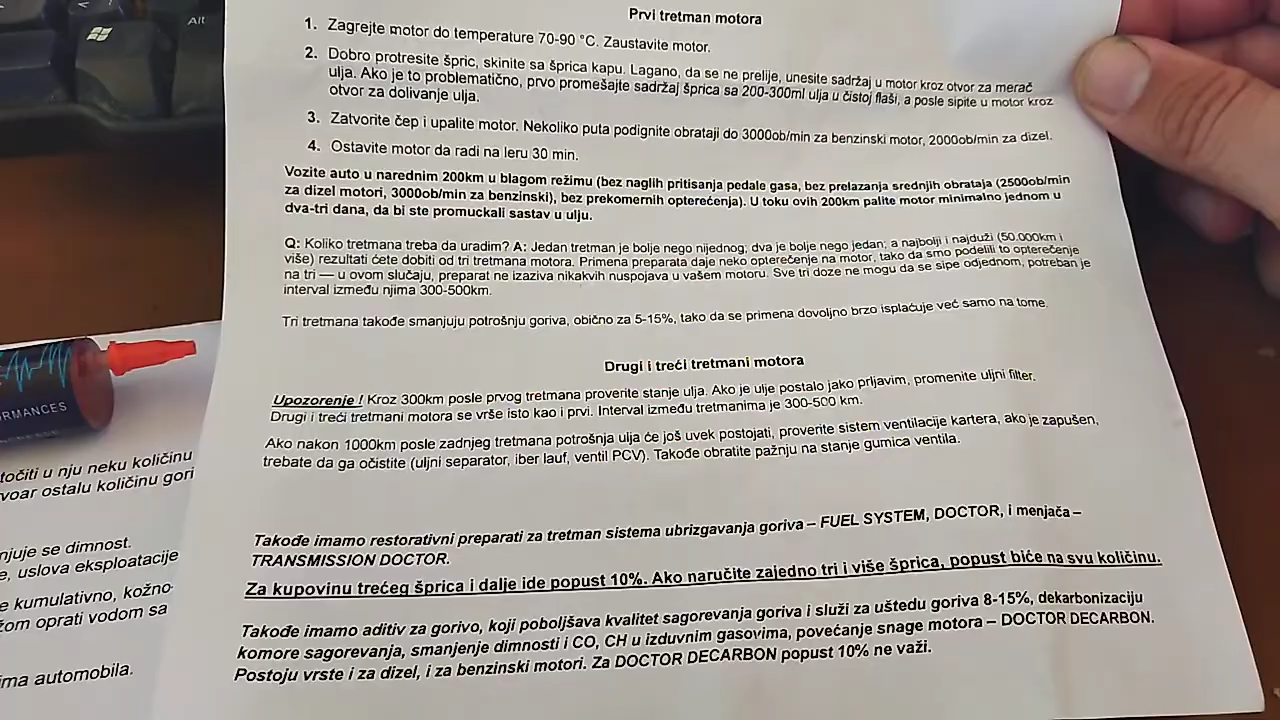 Alt
Prvi tretman motora
1. Zagrejte motor do temperature 70-90 °C. Zaustavite motor.
2. Dobro protresite špric, skinite sa šprica kapu. Lagano, da se ne prelije, unesite sadržaj u motor kroz otvor za merač
ulja. Ako je to problematično, prvo promešajte sadržaj šprica sa 200-300ml ulja u čistoj flaši, a posle sipite u motor kroz
otvor za dolivanje ulja.
3. Zatvorite čep i upalite motor. Nekoliko puta podignite obrataji do 3000ob/min za benzinski motor, 2000ob/min za dizel.
4. Ostavite motor da radi na leru 30 min.
Vozite auto u narednim 200km u blagom režimu (bez naglih pritisanja pedale gasa, bez prelazanja srednjih obrataja (2500ob/min
za dizel motori, 3000ob/min za benzinski), bez prekomernih opterećenja). U toku ovih 200km palite motor minimalno jednom u
dva-tri dana, da bi ste promuckali sastav u ulju.
Q: Koliko tretmana treba da uradim? A: Jedan tretman je bolje nego nijednog, dva je bolje nego jedan; a najbolji i najduži (50.000km i
više) rezultati ćete dobiti od tri tretmana motora. Primena preparata daje neko opterećenje na motor, tako da smo podelili to opterećenje
na tri — u ovom slučaju, preparat ne izaziva nikakvih nuspojava u vašem motoru. Sve tri doze ne mogu da se sipe odjednom, potreban je
interval između njima 300-500km.
Tri tretmana takođe smanjuju potrošnju goriva, obično za 5-15%, tako da se primena dovoljno brzo isplaćuje već samo na tome.
Drugi i treći tretmani motora
Upozorenje ! Kroz 300km posle prvog tretmana proverite stanje ulja. Ako je ulje postalo jako prljavim, promenite uljni filter.
Drugi i treći tretmani motora se vrše isto kao i prvi. Interval između tretmanima je 300-500 km.
Ako nakon 1000km posle zadnjeg tretmana potrošnja ulja će još uvek postojati, proverite sistem ventilacije kartera, ako je zapušen,
trebate da ga očistite (uljni separator, iber lauf, ventil PCV). Takođe obratite pažnju na stanje gumica ventila.
Takođe imamo restorativni preparati za tretman sistema ubrizgavanja goriva – FUEL SYSTEM, DOCTOR, i menjača –
TRANSMISSION DOCTOR.
Za kupovinu trećeg šprica i dalje ide popust 10%. Ako naručite zajedno tri i više šprica, popust biće na svu količinu.
Takođe imamo aditiv za gorivo, koji poboljšava kvalitet sagorevanja goriva i služi za uštedu goriva 8-15%, dekarbonizaciju
komore sagorevanja, smanjenje dimnosti i CO, CH u izduvnim gasovima, povećanje snage motora – DOCTOR DECARBON.
Postoju vrste i za dizel, i za benzinski motori. Za DOCTOR DECARBON popust 10% ne važi.
ORMANCES
točiti u nju neku količinu
voar ostalu količinu gori
njuje se dimnost.
e, uslova eksploatacije
e kumulativno, kožno-
žom oprati vodom sa
ima automobila.